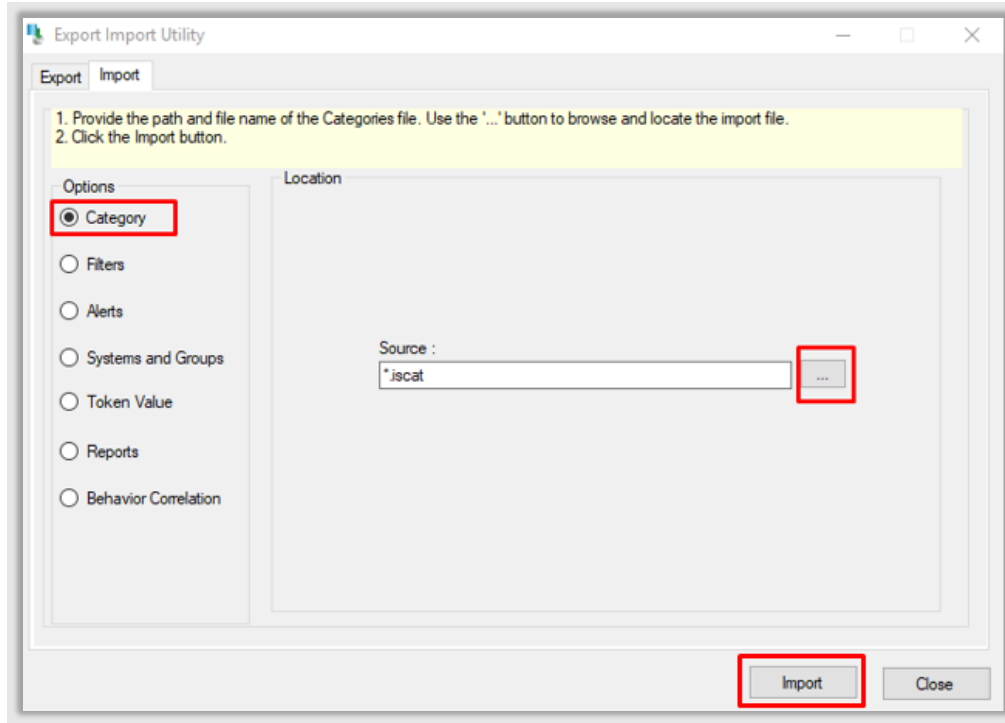 Export Import Utility
Export Import
1. Provide the path and file name of the Categories file. Use the '...' button to browse and locate the import file.
2. Click the Import button.
Options
Location
Category
Filters
Alerts
Systems and Groups
Token Value
Reports
Behavior Correlation
Source :
*.iscat
...
Import
Close